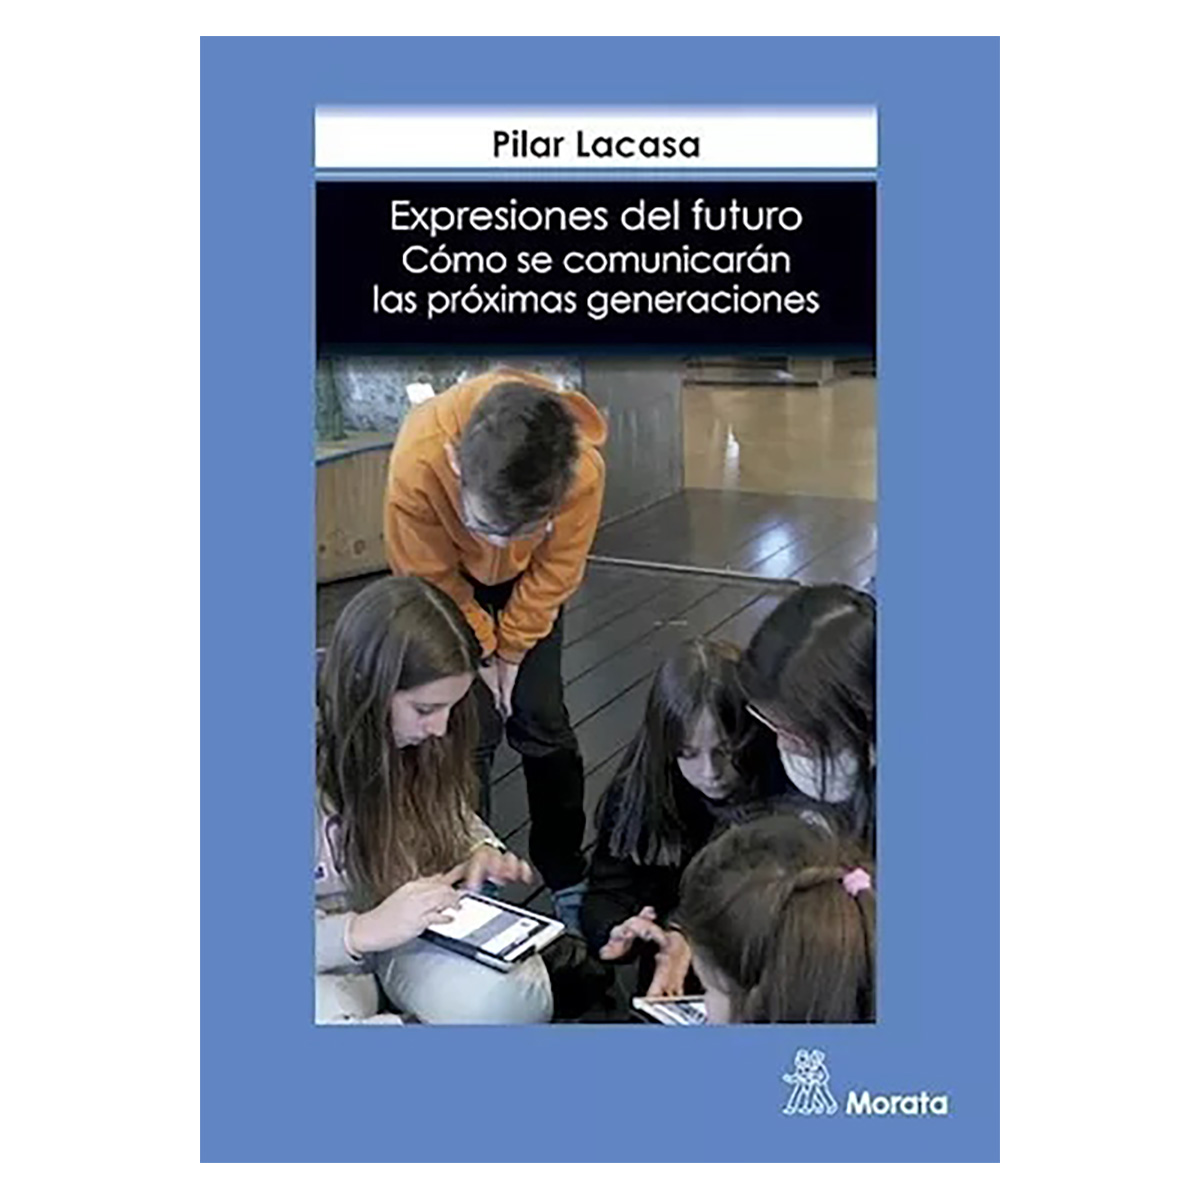 Pilar Lacasa
Expresiones del futuro
Cómo se comunicarán
las próximas generaciones
Morata